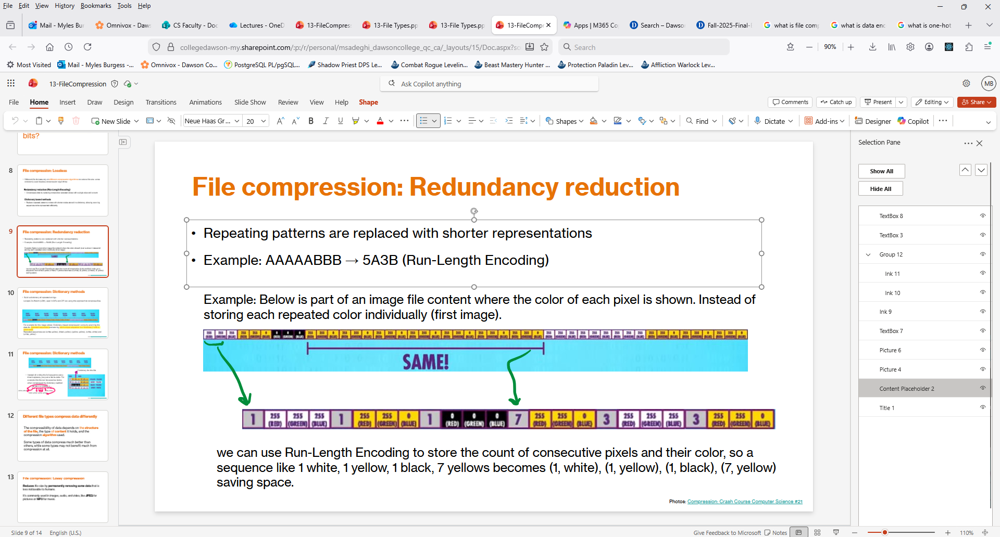 File Edit View History Bookmarks Tools Help
Mail - Myles Bur Omnivox - Daws CS Faculty - Doc Lectures - OneD 13-FileCompres 13-File Types.pp 13-File Types.pp 13-FileCompr Apps | M365 Co Search – Dawso Fall-2025-Final- what is file comp what is data enc what is one-hot
collegedawson-my.sharepoint.com/:p:/r/personal/msadeghi_dawsoncollege_qc_ca/_layouts/15/Doc.aspx?so Search 90%
Most Visited Mail - Myles Burgess -... Omnivox - Dawson Co... PostgreSQL PL/pgSQL... Shadow Priest DPS Le... Combat Rogue Levelin... Beast Mastery Hunter ... Protection Paladin Lev... Affliction Warlock Lev...
13-FileCompression Ask Copilot anything MB
File Home Insert Draw Design Transitions Animations Slide Show Review View Help Shape Comments Catch up Present Editing Share
New Slide Neue Haas Gr... 20 B I U A Shapes Find Dictate Add-ins Designer Copilot
bits?
8
File compression: Lossless
Redundancy reduction (Run-Length Encoding)
Dictionary based methods
9
File compression: Redundancy reduction
10
File compression: Dictionary methods
11
File compression: Dictionary methods
12
Different file types compress data differently
The compressibility of data depends on the structure
of the file, the type of content it holds, and the
compression algorithm used.
Some types of data compress much better than
others, while some types may not benefit much from
compression at all.
13
File compression: Lossy compression
Reduces file size by permanently removing some data that is
less noticeable to humans.
It's commonly used in images, audio, and video, like JPEG for
pictures or MP3 for music.
File compression: Redundancy reduction
• Repeating patterns are replaced with shorter representations
• Example: AAAAABBB → 5A3B (Run-Length Encoding)
Example: Below is part of an image file content where the color of each pixel is shown. Instead of
storing each repeated color individually (first image).
SAME!
1 255 (RED) 255 (GREEN) 255 (BLUE) 1 255 (RED) 255 (GREEN) 0 (BLUE) 1 0 (RED) 0 (GREEN) 0 (BLUE) 7 255 (RED) 255 (GREEN) 0 (BLUE) 3 255 (RED) 255 (GREEN) 255 (BLUE) 3 255 (RED) 255 (GREEN) 0 (BLUE)
we can use Run-Length Encoding to store the count of consecutive pixels and their color, so a
sequence like 1 white, 1 yellow, 1 black, 7 yellows becomes (1, white), (1, yellow), (1, black), (7, yellow)
saving space.
Photos: Compression: Crash Course Computer Science #21
Selection Pane
Show All
Hide All
TextBox 8
TextBox 3
Group 12
Ink 11
Ink 10
Ink 9
TextBox 7
Picture 6
Picture 4
Content Placeholder 2
Title 1
Slide 9 of 14 English (U.S.) Give Feedback to Microsoft Notes 110%